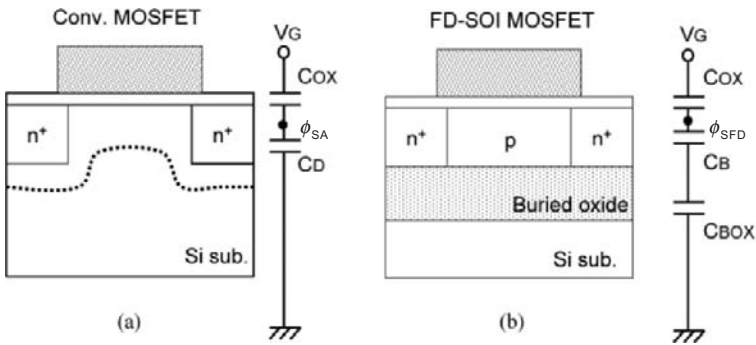 Conv. MOSFET
VG
COX
n+
n+
ϕSA
CD
Si sub.
(a)
FD-SOI MOSFET
VG
COX
n+
p
n+
ϕSFD
CB
Buried oxide
CBOX
Si sub.
(b)